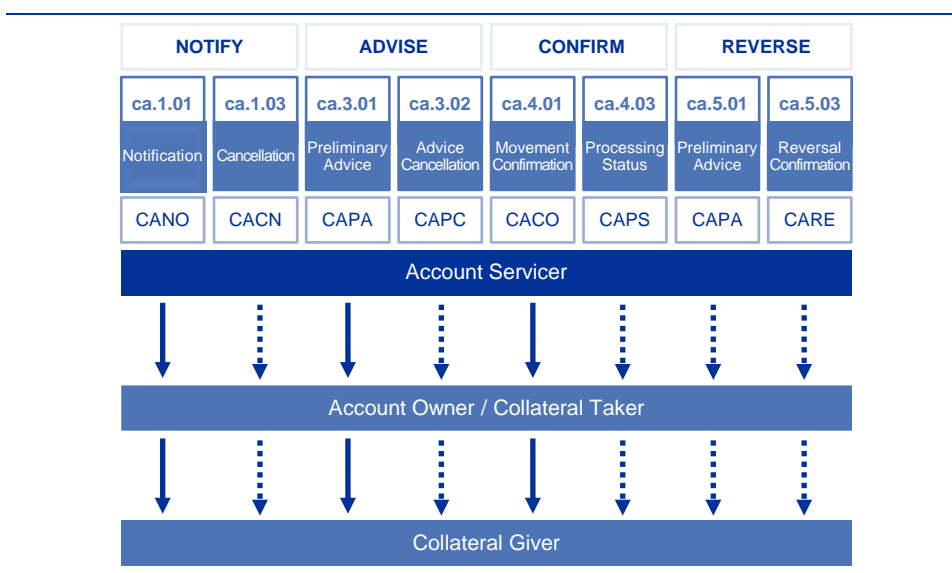 NOTIFY ADVISE CONFIRM REVERSE
ca.1.01 ca.1.03 ca.3.01 ca.3.02 ca.4.01 ca.4.03 ca.5.01 ca.5.03
Notification Cancellation Preliminary Advice Advice Cancellation Movement Confirmation Processing Status Preliminary Advice Reversal Confirmation
CANO CACN CAPA CAPC CACO CAPS CAPA CARE
Account Servicer
Account Owner / Collateral Taker
Collateral Giver